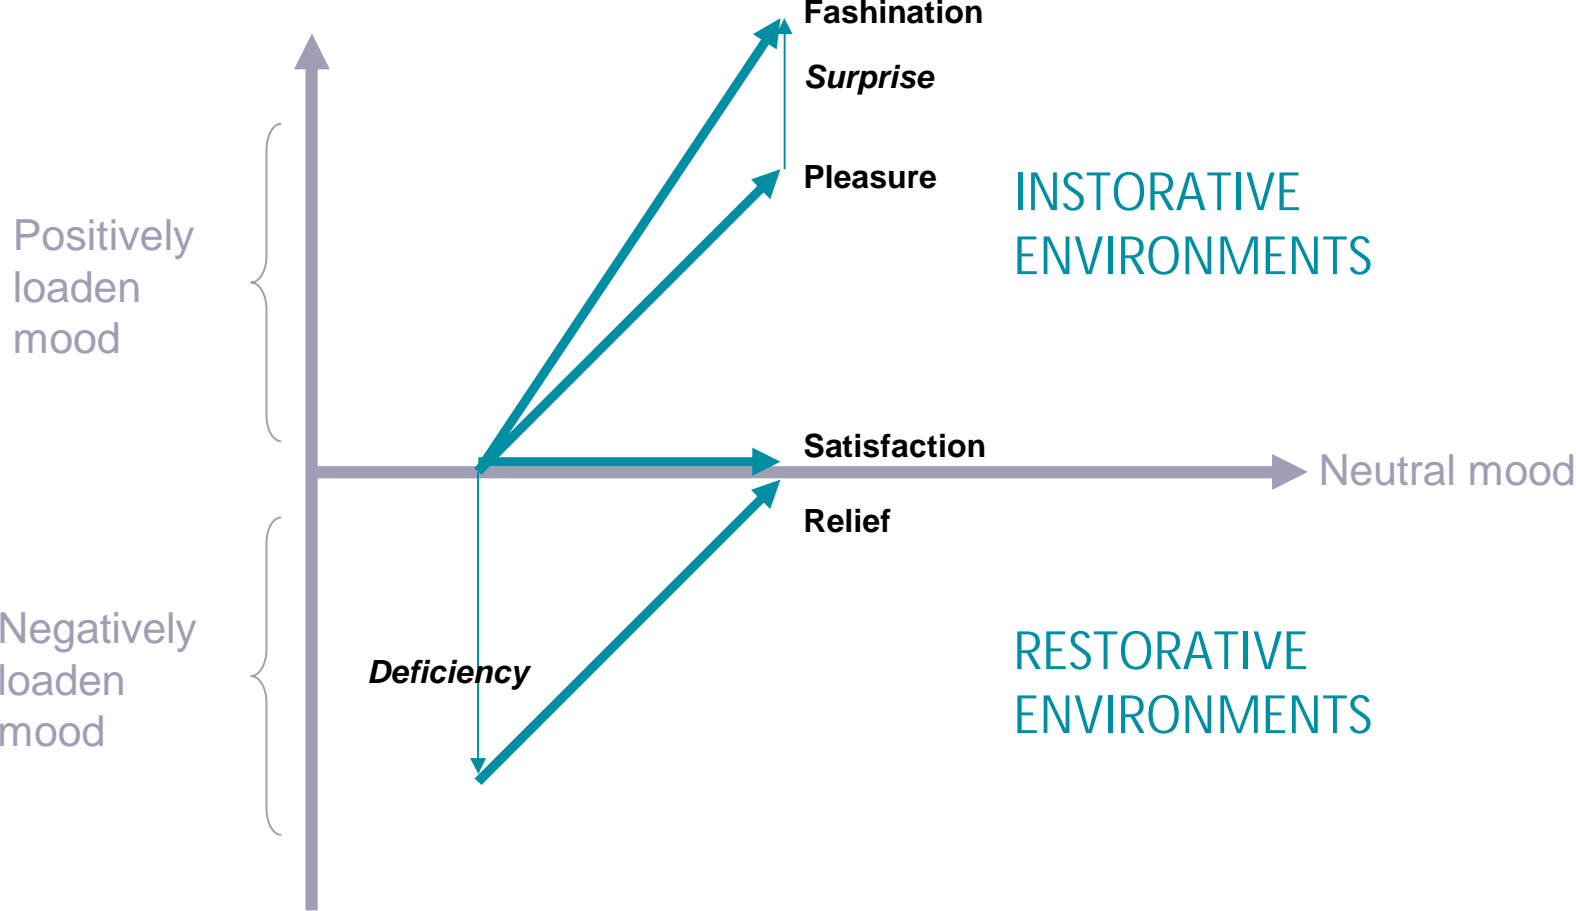 Fashination
Surprise
Pleasure
INSTORATIVE
ENVIRONMENTS
Positively
loaden
mood
Satisfaction
Neutral mood
Relief
Negatively
loaden
mood
Deficiency
RESTORATIVE
ENVIRONMENTS